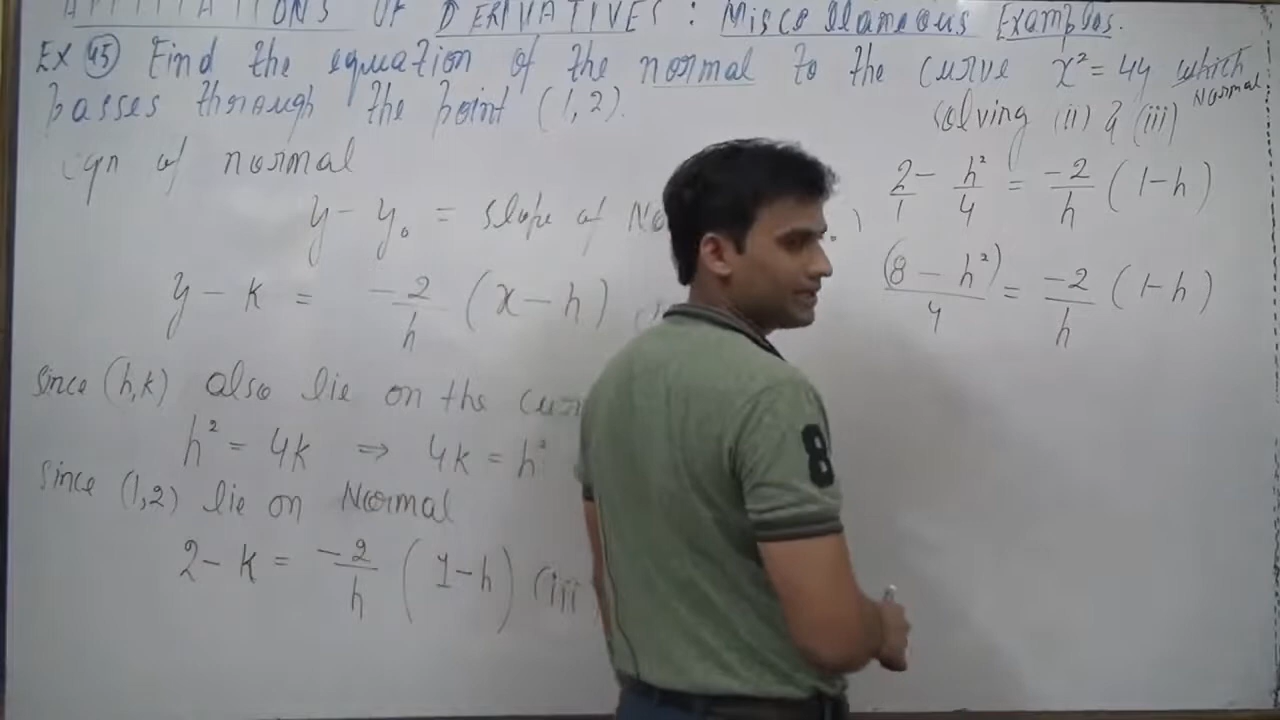 APPLICATIONS OF DERIVATIVES : Miscellaneous Examples.
Ex 45 Find the equation of the normal to the curve x² = 4y which
passes through the point (1, 2).
Normal
solving (ii) & (iii)
eqn of normal
y - y₀ = slope of No
y - k = -2/h (x - h)
since (h,k) also lie on the cur
h² = 4k ⇒ 4k = h²
since (1,2) lie on Normal
2 - k = -2/h (1 - h) (iii
2/1 - h²/4 = -2/h (1-h)
(8 - h²)/4 = -2/h (1-h)
8